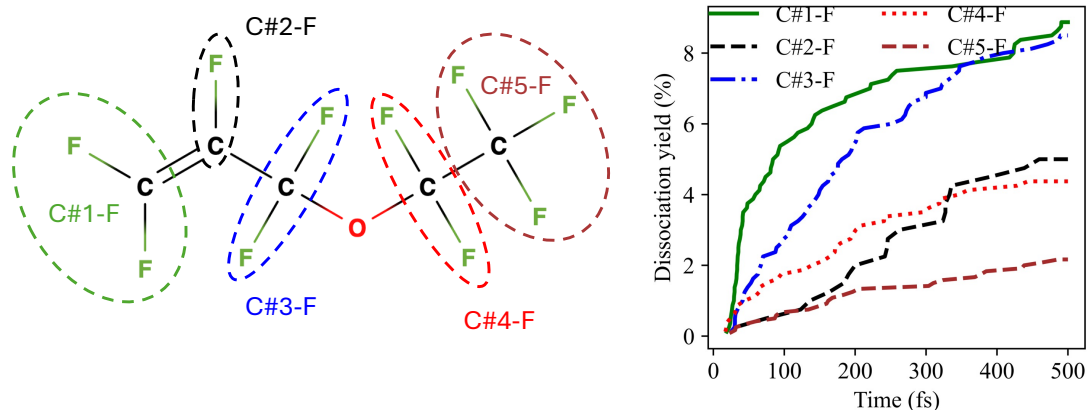 C#2-F
F
F
F
F
F
F
C#5-F
C
C
C
C
C
C#1-F
O
F
F
F
F
C#3-F
C#4-F
C#1-F
C#2-F
C#3-F
C#4-F
C#5-F
Dissociation yield (%)
8
6
4
2
0
0
100
200
300
400
500
Time (fs)